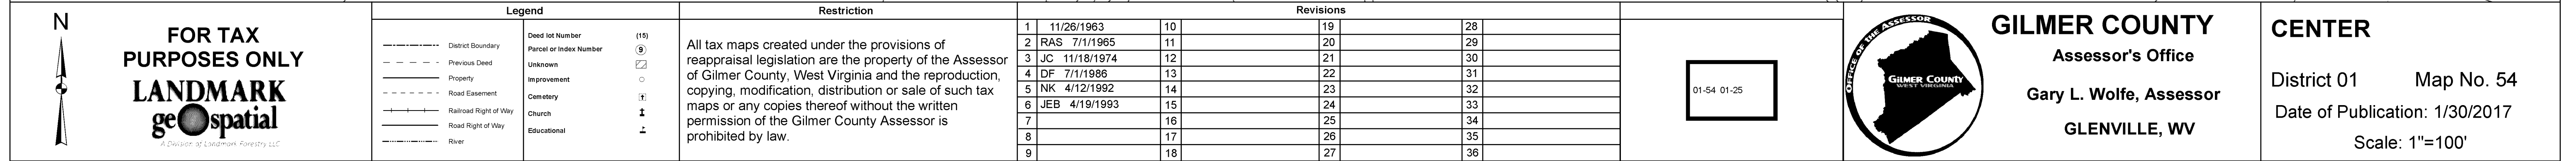 N
FOR TAX
PURPOSES ONLY
LANDMARK
geospatial
A Division of Landmark Forestry LLC
Legend
District Boundary
Previous Deed
Property
Road Easement
Railroad Right of Way
Road Right of Way
River
Deed lot Number (15)
Parcel or Index Number 9
Unknown
Improvement
Cemetery
Church
Educational
Restriction
All tax maps created under the provisions of
reappraisal legislation are the property of the Assessor
of Gilmer County, West Virginia and the reproduction,
copying, modification, distribution or sale of such tax
maps or any copies thereof without the written
permission of the Gilmer County Assessor is
prohibited by law.
Revisions
1 11/26/1963 10 19 28
2 RAS 7/1/1965 11 20 29
3 JC 11/18/1974 12 21 30
4 DF 7/1/1986 13 22 31
5 NK 4/12/1992 14 23 32
6 JEB 4/19/1993 15 24 33
7 16 25 34
8 17 26 35
9 18 27 36
01-54 01-25
OFFICE OF THE ASSESSOR
GILMER COUNTY
WEST VIRGINIA
GILMER COUNTY
Assessor's Office
Gary L. Wolfe, Assessor
GLENVILLE, WV
CENTER
District 01 Map No. 54
Date of Publication: 1/30/2017
Scale: 1"=100'